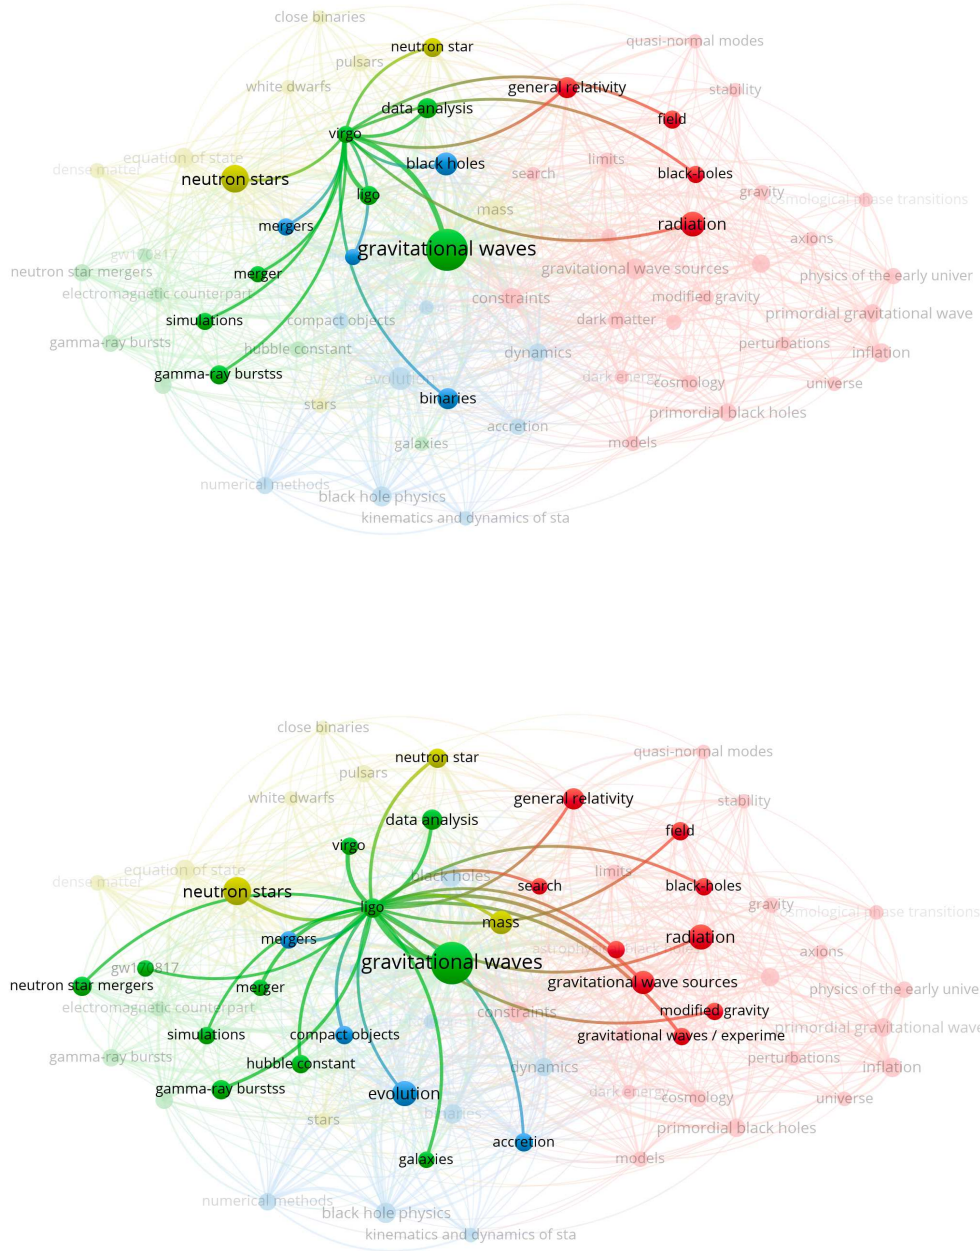 close binaries
neutron star
quasi-normal modes
pulsars
white dwarfs
general relativity
stability
data analysis
field
virgo
equation of state
black holes
limits
dense matter
search
black-holes
neutron stars
ligo
gravity
cosmological phase transitions
mass
mergers
radiation
axions
gravitational waves
gw170817
neutron star mergers
merger
gravitational wave sources
physics of the early univer
electromagnetic counterpart
constraints
modified gravity
simulations
compact objects
dark matter
primordial gravitational wave
gamma-ray bursts
hubble constant
dynamics
perturbations
inflation
gamma-ray burstss
evolution
dark energy
cosmology
universe
stars
binaries
primordial black holes
accretion
galaxies
models
numerical methods
black hole physics
kinematics and dynamics of sta
close binaries
neutron star
quasi-normal modes
pulsars
white dwarfs
general relativity
stability
data analysis
field
virgo
equation of state
black holes
limits
dense matter
search
black-holes
neutron stars
ligo
gravity
cosmological phase transitions
mass
mergers
radiation
axions
gravitational waves
gw170817
neutron star mergers
merger
gravitational wave sources
physics of the early unive
electromagnetic counterpart
constraints
modified gravity
simulations
compact objects
gravitational waves / experime
primordial gravitational wave
gamma-ray bursts
hubble constant
dynamics
perturbations
inflation
gamma-ray burstss
evolution
dark energy
cosmology
universe
stars
binaries
primordial black holes
accretion
galaxies
models
numerical methods
black hole physics
kinematics and dynamics of sta